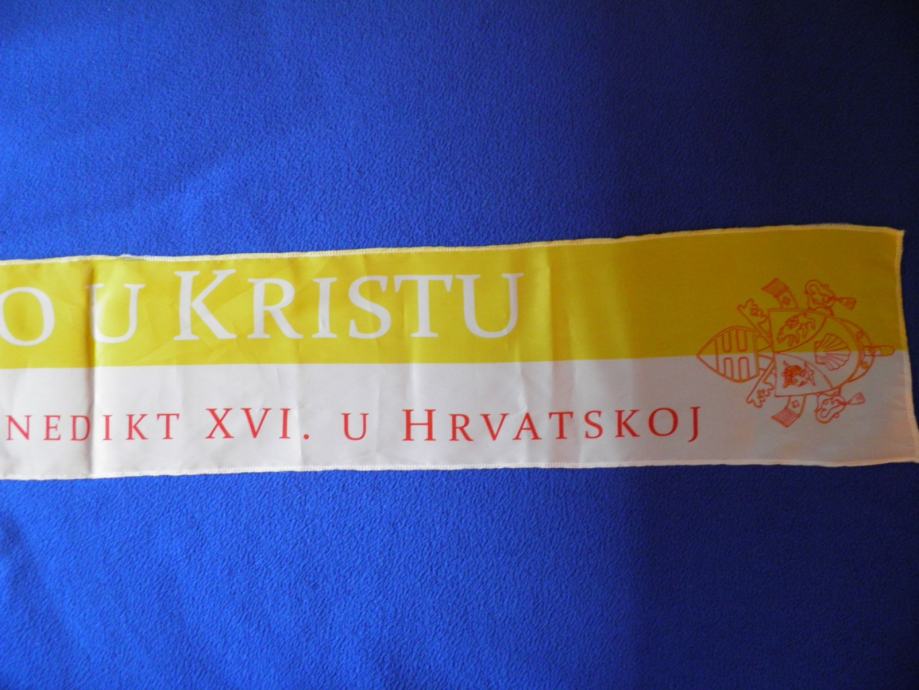 O U KRISTU
NEDIKT XVI. U HRVATSKOJ